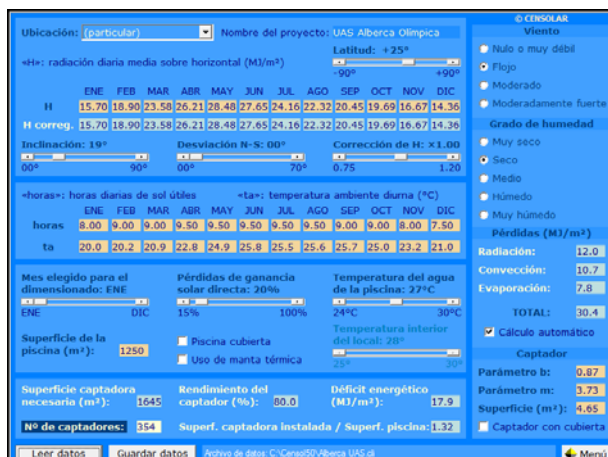 © CENSOLAR
Ubicación: (particular) Nombre del proyecto: UAS Alberca Olimpica
Latitud: +25°
«H»: radiación diaria media sobre horizontal (MJ/m²)
-90° +90°
ENE FEB MAR ABR MAY JUN JUL AGO SEP OCT NOV DIC
H 15.70 18.90 23.58 26.21 28.48 27.65 24.16 22.32 20.45 19.69 16.67 14.36
H correg. 15.70 18.90 23.58 26.21 28.48 27.65 24.16 22.32 20.45 19.69 16.67 14.36
Inclinación: 19° Desviación N-S: 00° Corrección de H: ×1.00
00° 90° 00° 70° 0.75 1.20
«horas»: horas diarias de sol útiles «ta»: temperatura ambiente diurna (°C)
ENE FEB MAR ABR MAY JUN JUL AGO SEP OCT NOV DIC
horas 8.00 9.00 9.00 9.50 9.50 9.50 9.50 9.50 9.00 9.00 8.00 7.50
ta 20.0 20.2 20.9 22.8 24.9 25.8 25.5 25.6 25.7 25.0 23.2 21.0
Mes elegido para el dimensionado: ENE
ENE DIC
Pérdidas de ganancia solar directa: 20%
15% 100%
Temperatura del agua de la piscina: 27°C
24°C 30°C
Superficie de la piscina (m²): 1250
Piscina cubierta
Uso de manta térmica
Temperatura interior del local: 28°
25° 30°
Superficie captadora necesaria (m²): 1645
Rendimiento del captador (%): 80.0
Déficit energético (MJ/m²): 17.9
Nº de captadores: 354 Superf. captadora instalada / Superf. piscina: 1.32
Leer datos Guardar datos Archivo de datos: C:\Censol50\Alberca UAS.cli
Viento
Nulo o muy débil
Flojo
Moderado
Moderadamente fuerte
Grado de humedad
Muy seco
Seco
Medio
Húmedo
Muy húmedo
Pérdidas (MJ/m²)
Radiación: 12.0
Convección: 10.7
Evaporación: 7.8
TOTAL: 30.4
Cálculo automático
Captador
Parámetro b: 0.87
Parámetro m: 3.73
Superficie (m²): 4.65
Captador con cubierta
Menú